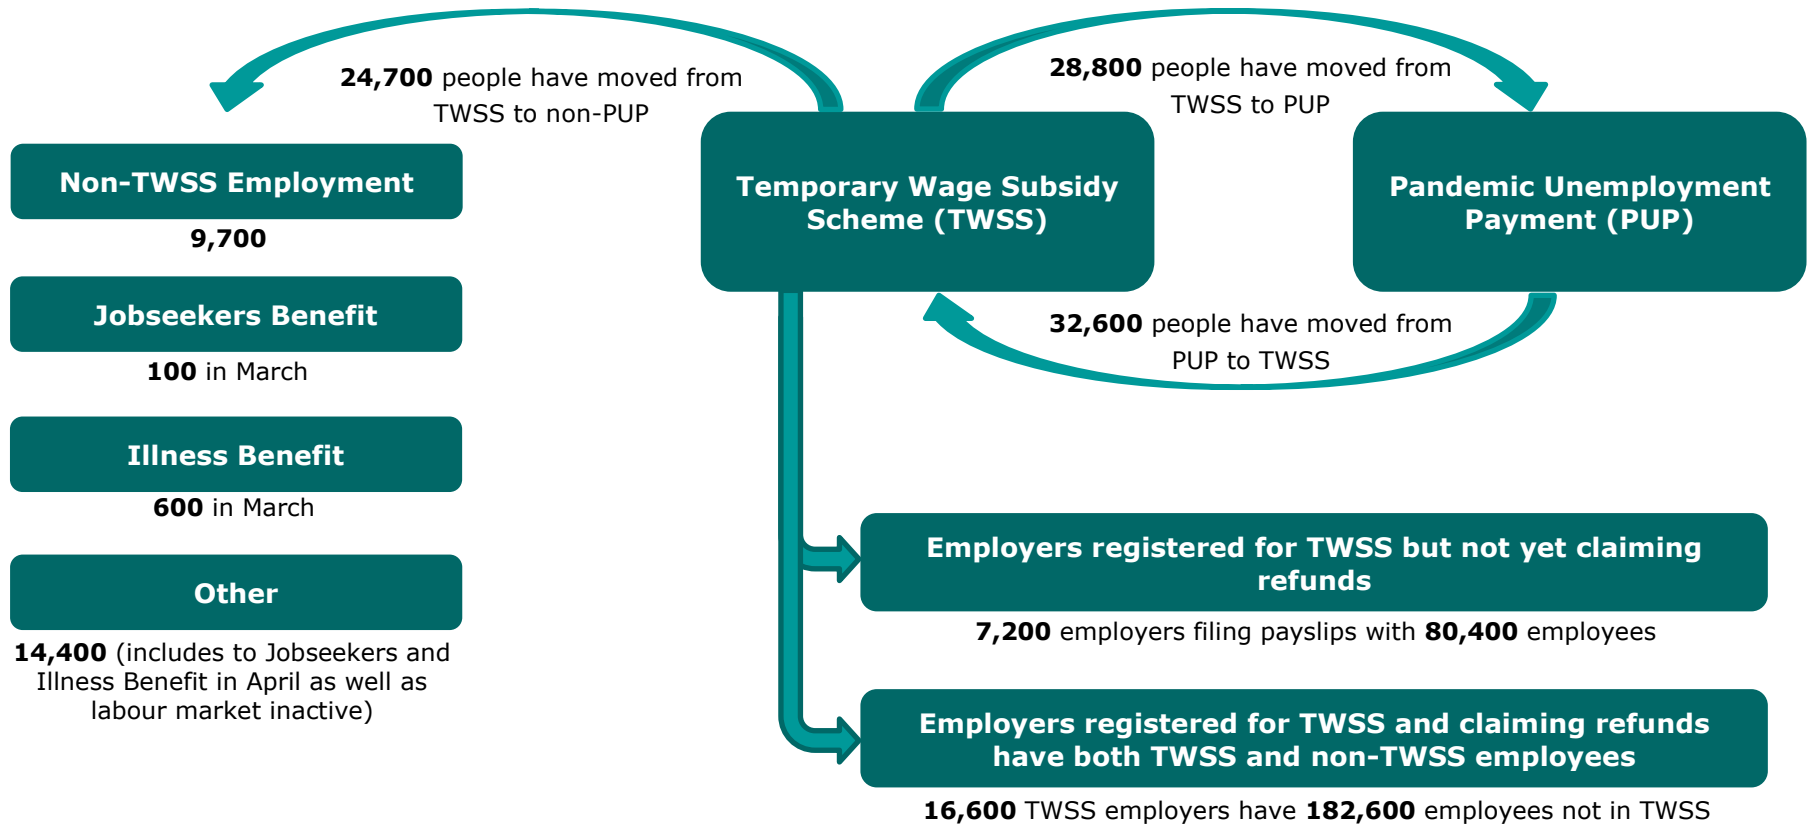 24,700 people have moved from
TWSS to non-PUP
28,800 people have moved from
TWSS to PUP
Non-TWSS Employment
9,700
Jobseekers Benefit
100 in March
Illness Benefit
600 in March
Other
14,400 (includes to Jobseekers and
Illness Benefit in April as well as
labour market inactive)
Temporary Wage Subsidy
Scheme (TWSS)
Pandemic Unemployment
Payment (PUP)
32,600 people have moved from
PUP to TWSS
Employers registered for TWSS but not yet claiming
refunds
7,200 employers filing payslips with 80,400 employees
Employers registered for TWSS and claiming refunds
have both TWSS and non-TWSS employees
16,600 TWSS employers have 182,600 employees not in TWSS